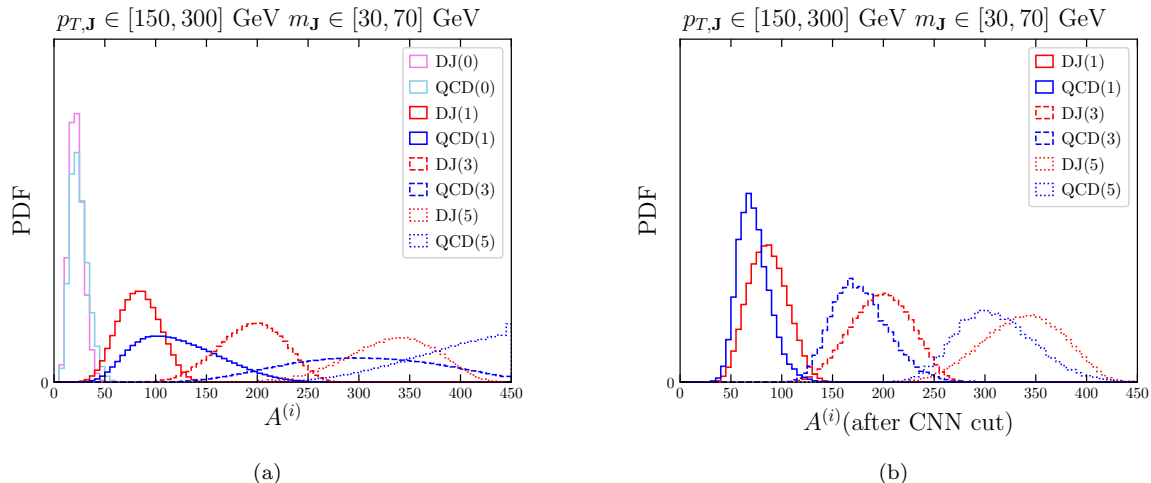 p_{T,J} ∈ [150, 300] GeV m_J ∈ [30, 70] GeV
PDF
0
DJ(0)
QCD(0)
DJ(1)
QCD(1)
DJ(3)
QCD(3)
DJ(5)
QCD(5)
0 50 100 150 200 250 300 350 400 450
A^{(i)}
(a)
p_{T,J} ∈ [150, 300] GeV m_J ∈ [30, 70] GeV
PDF
0
DJ(1)
QCD(1)
DJ(3)
QCD(3)
DJ(5)
QCD(5)
0 50 100 150 200 250 300 350 400 450
A^{(i)}(after CNN cut)
(b)